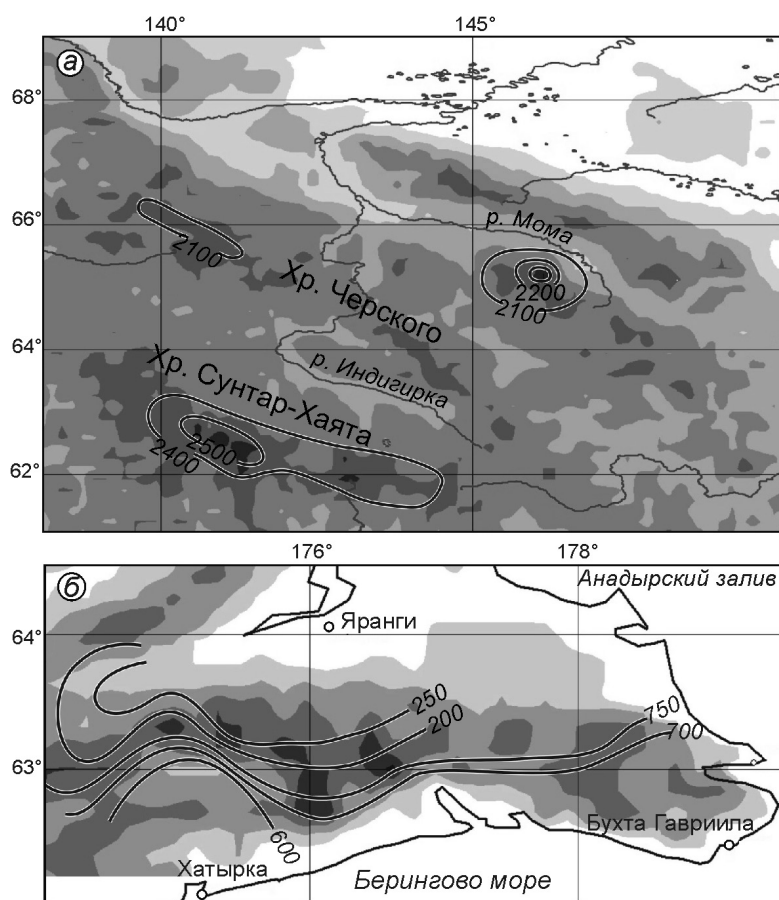 140°
145°
а
68°
66°
64°
62°
р. Мома
2100
2200
2100
Хр. Черского
р. Индигирка
Хр. Сунтар-Хаята
2500
2400
176°
178°
б
Анадырский залив
64°
63°
Яранги
250
200
750
700
600
Бухта Гавриила
Хатырка
Берингово море